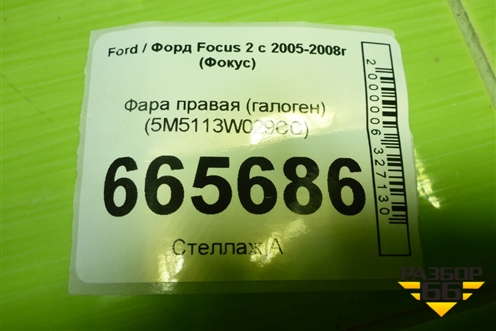 Ford / Форд Focus 2 с 2005-2008г
(Фокус)
Фара правая (галоген)
(5M5113W029CC)
665686
Стеллаж A
2000006327130
РАЗБОР
66